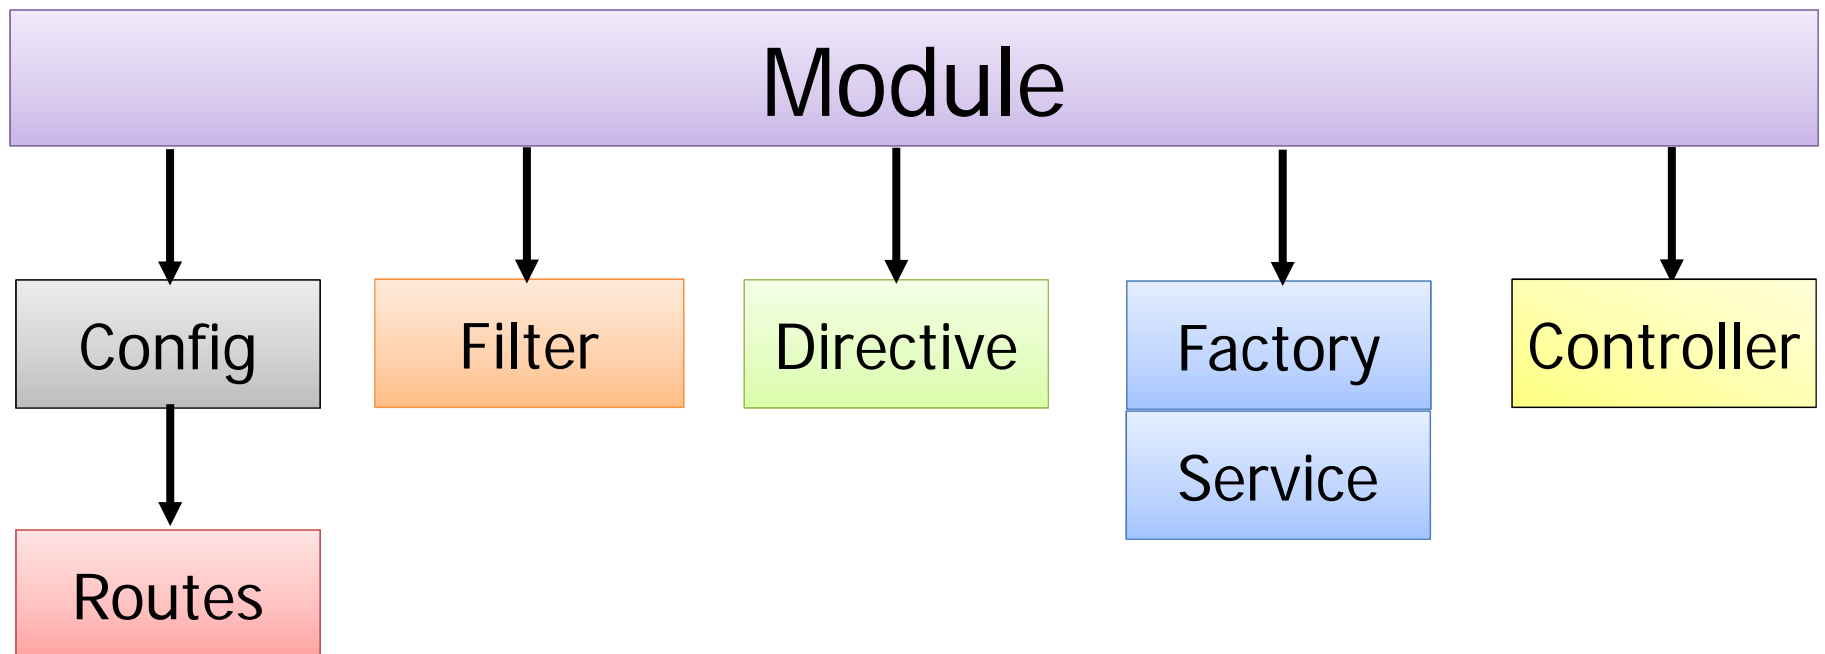 Module
Config
Filter
Directive
Factory
Controller
Service
Routes